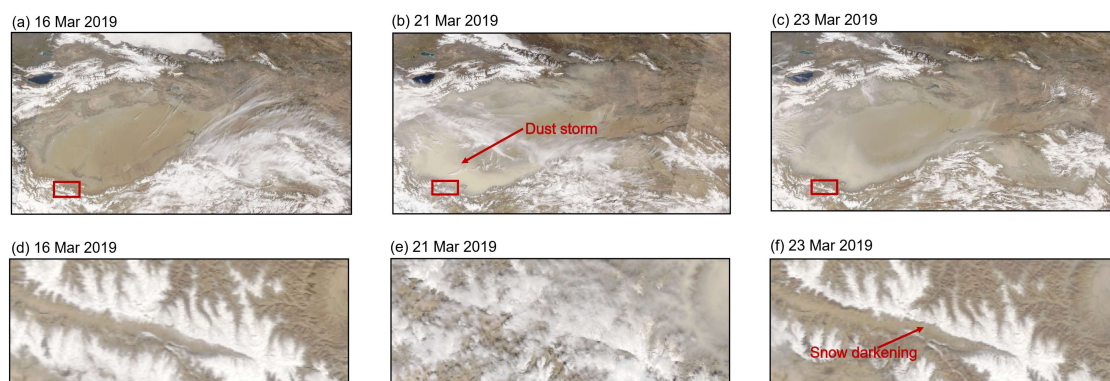 (a) 16 Mar 2019
(b) 21 Mar 2019
(c) 23 Mar 2019
Dust storm
(d) 16 Mar 2019
(e) 21 Mar 2019
(f) 23 Mar 2019
Snow darkening